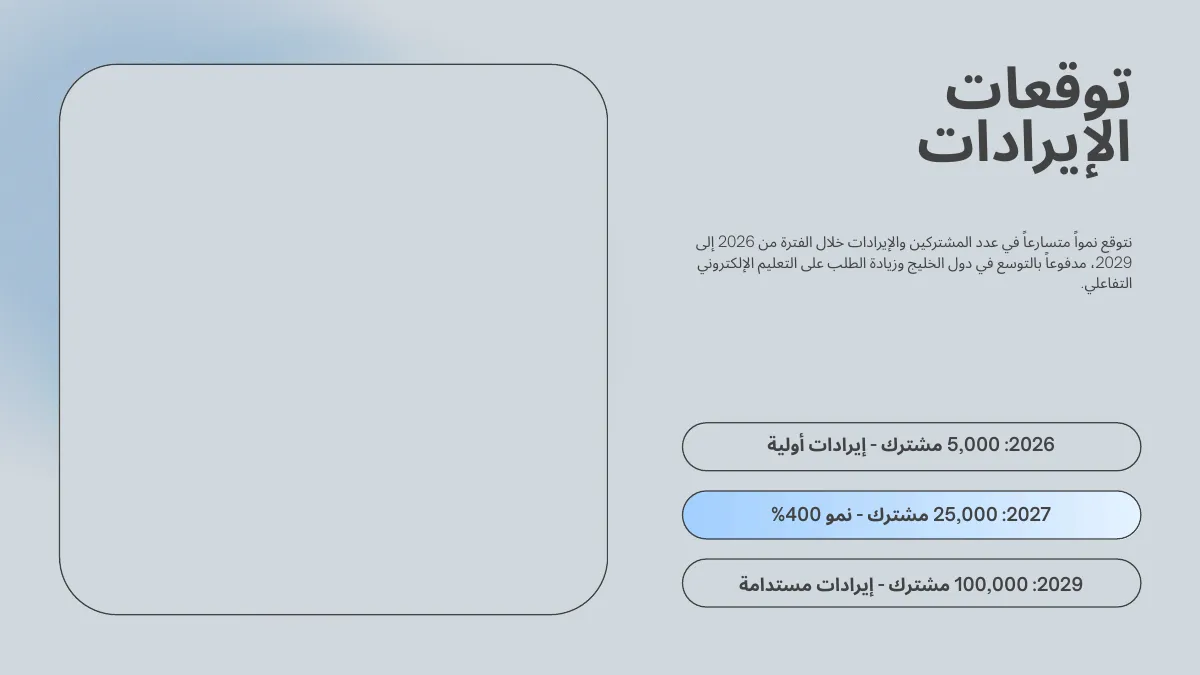 توقعات
الإيرادات
نتوقع نمواً متسارعاً في عدد المشتركين والإيرادات خلال الفترة من 2026 إلى
2029، مدفوعاً بالتوسع في دول الخليج وزيادة الطلب على التعليم الإلكتروني
التفاعلي.
2026: 5,000 مشترك - إيرادات أولية
2027: 25,000 مشترك - نمو 400%
2029: 100,000 مشترك - إيرادات مستدامة